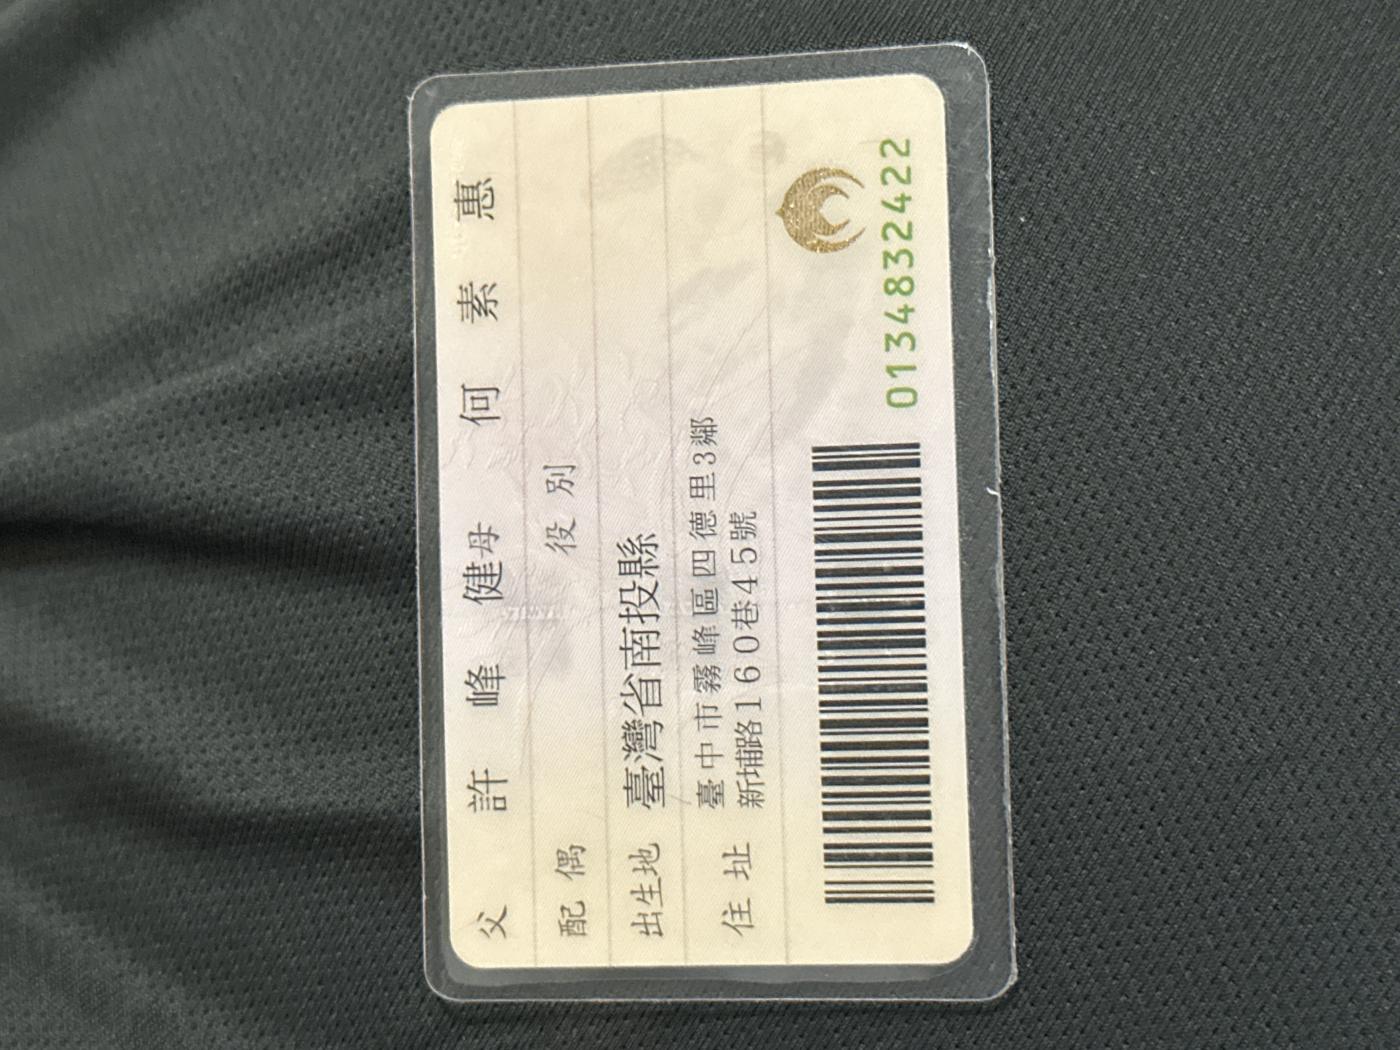 父 許峰健 母 何素惠
配偶 役別
出生地 臺灣省南投縣
住址 臺中市霧峰區四德里3鄰
新埔路160巷45號
0134832422